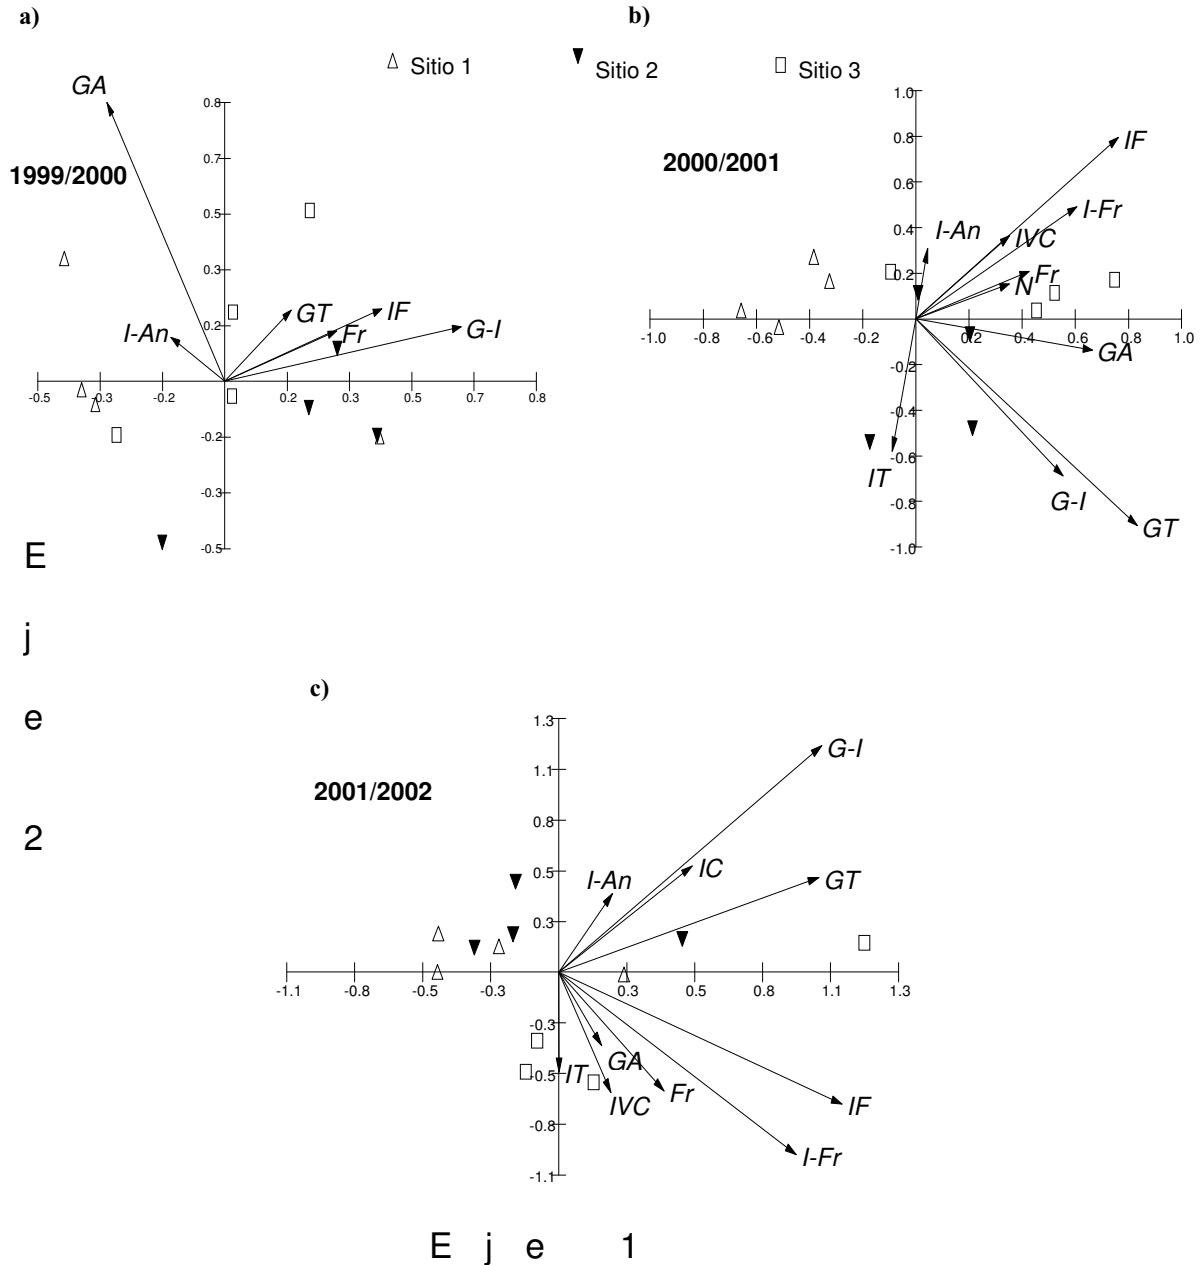 a)
b)
Sitio 1
Sitio 2
Sitio 3
1999/2000
GA
I-An
GT
IF
Fr
G-I
0.8
0.7
0.5
0.3
0.2
-0.2
-0.3
-0.5
-0.5 -0.3 -0.2 0.2 0.3 0.5 0.7 0.8
2000/2001
IF
I-Fr
I-An
IVC
Fr
N
GA
IT
G-I
GT
1.0
0.8
0.6
0.4
0.2
-0.2
-0.4
-0.6
-0.8
-1.0
-1.0 -0.8 -0.6 -0.4 -0.2 0.2 0.4 0.6 0.8 1.0
c)
2001/2002
G-I
IC
I-An
GT
GA
IT
IVC
Fr
IF
I-Fr
1.3
1.1
0.8
0.5
0.3
-0.3
-0.5
-0.8
-1.1
-1.1 -0.8 -0.5 -0.3 0.3 0.5 0.8 1.1 1.3
E
j
e
2
E j e 1